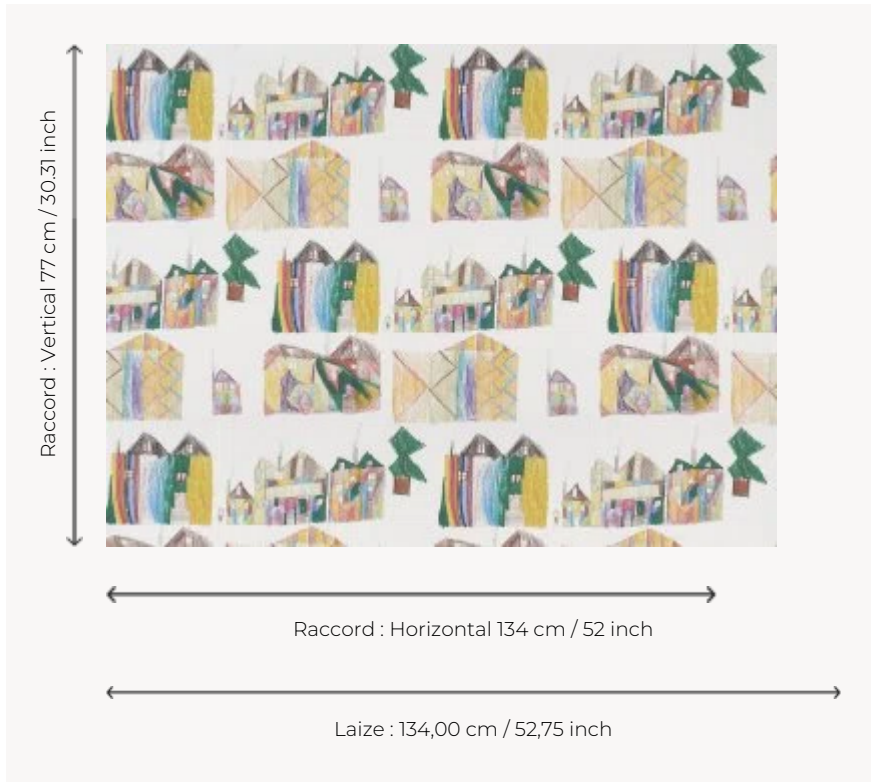 Raccord : Vertical 77 cm / 30.31 inch
Raccord : Horizontal 134 cm / 52 inch
Laize : 134,00 cm / 52,75 inch